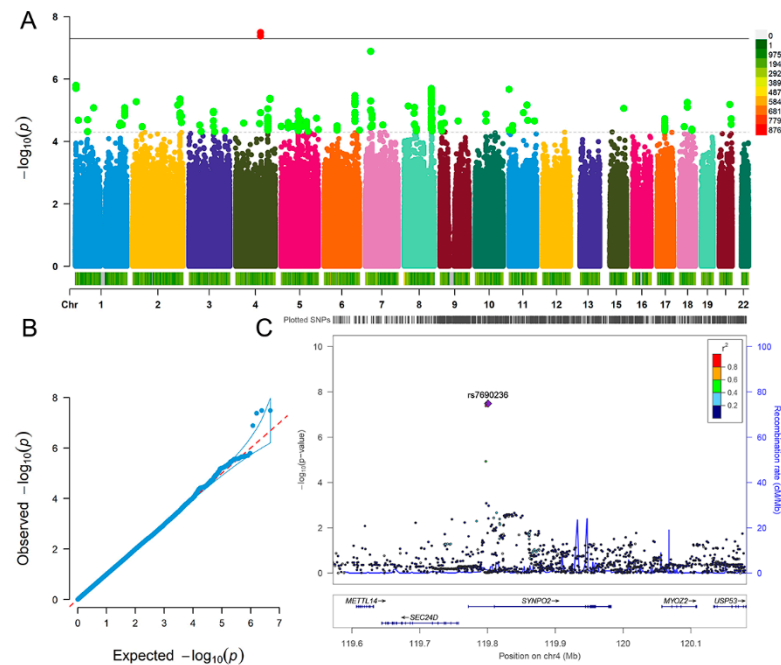 A
8
6
4
2
0
−log₁₀(p)
0
1
975
194
292
389
487
584
681
779
876
Chr 1 2 3 4 5 6 7 8 9 10 11 12 13 15 16 17 18 19 22
B
8
6
4
2
0
Observed −log₁₀(p)
0 1 2 3 4 5 6 7
Expected −log₁₀(p)
C
Plotted SNPs
10
8
6
4
2
0
−log₁₀(p-value)
rs7690236
r²
0.8
0.6
0.4
0.2
100
80
60
40
20
0
Recombination rate (cM/Mb)
METTL14→ SYNPO2→ MYOZ2→ USP53→
←SEC24D
119.6 119.7 119.8 119.9 120 120.1
Position on chr4 (Mb)